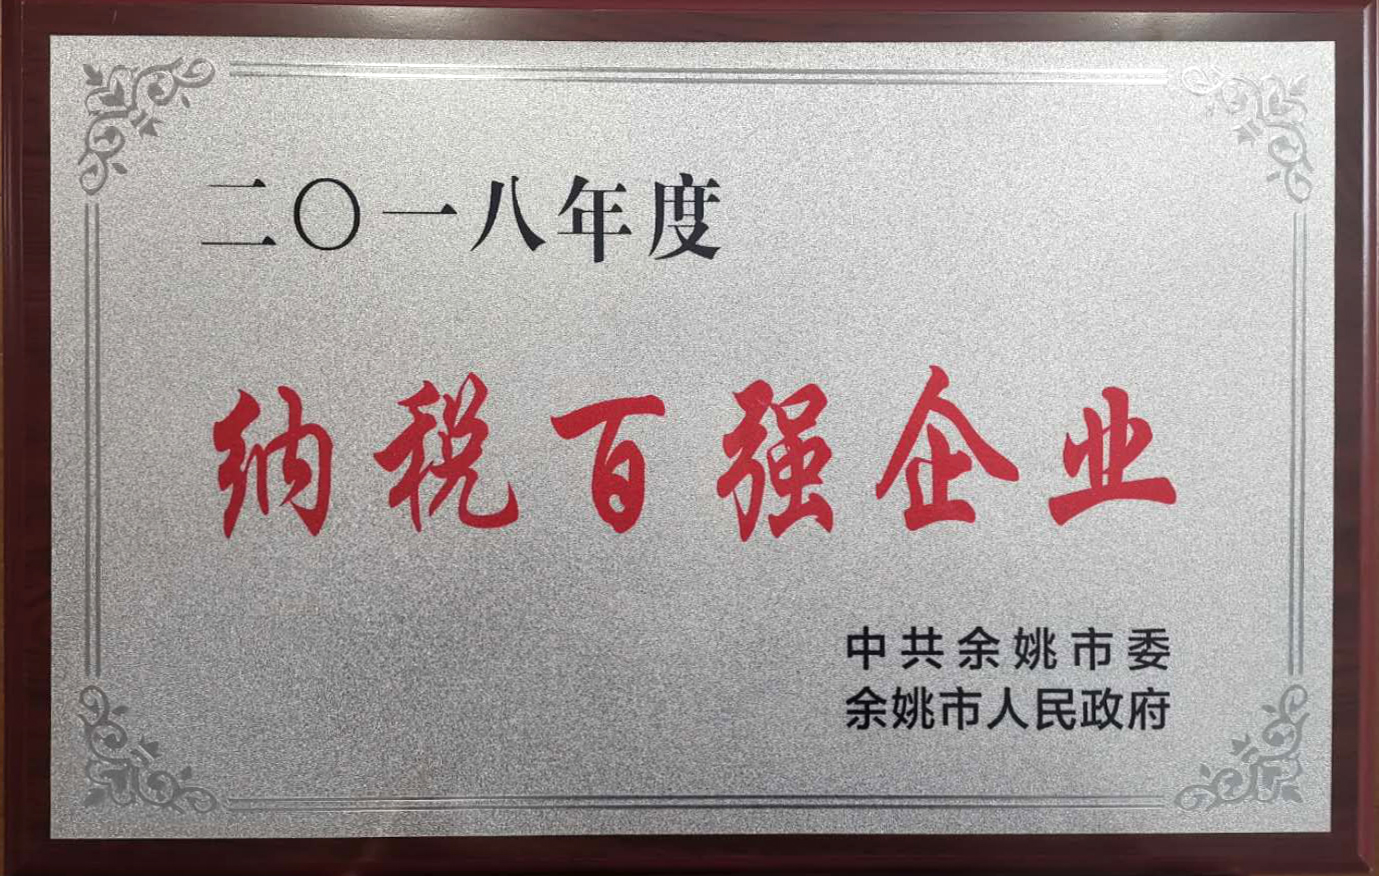 二〇一八年度
纳税百强企业
中共余姚市委
余姚市人民政府